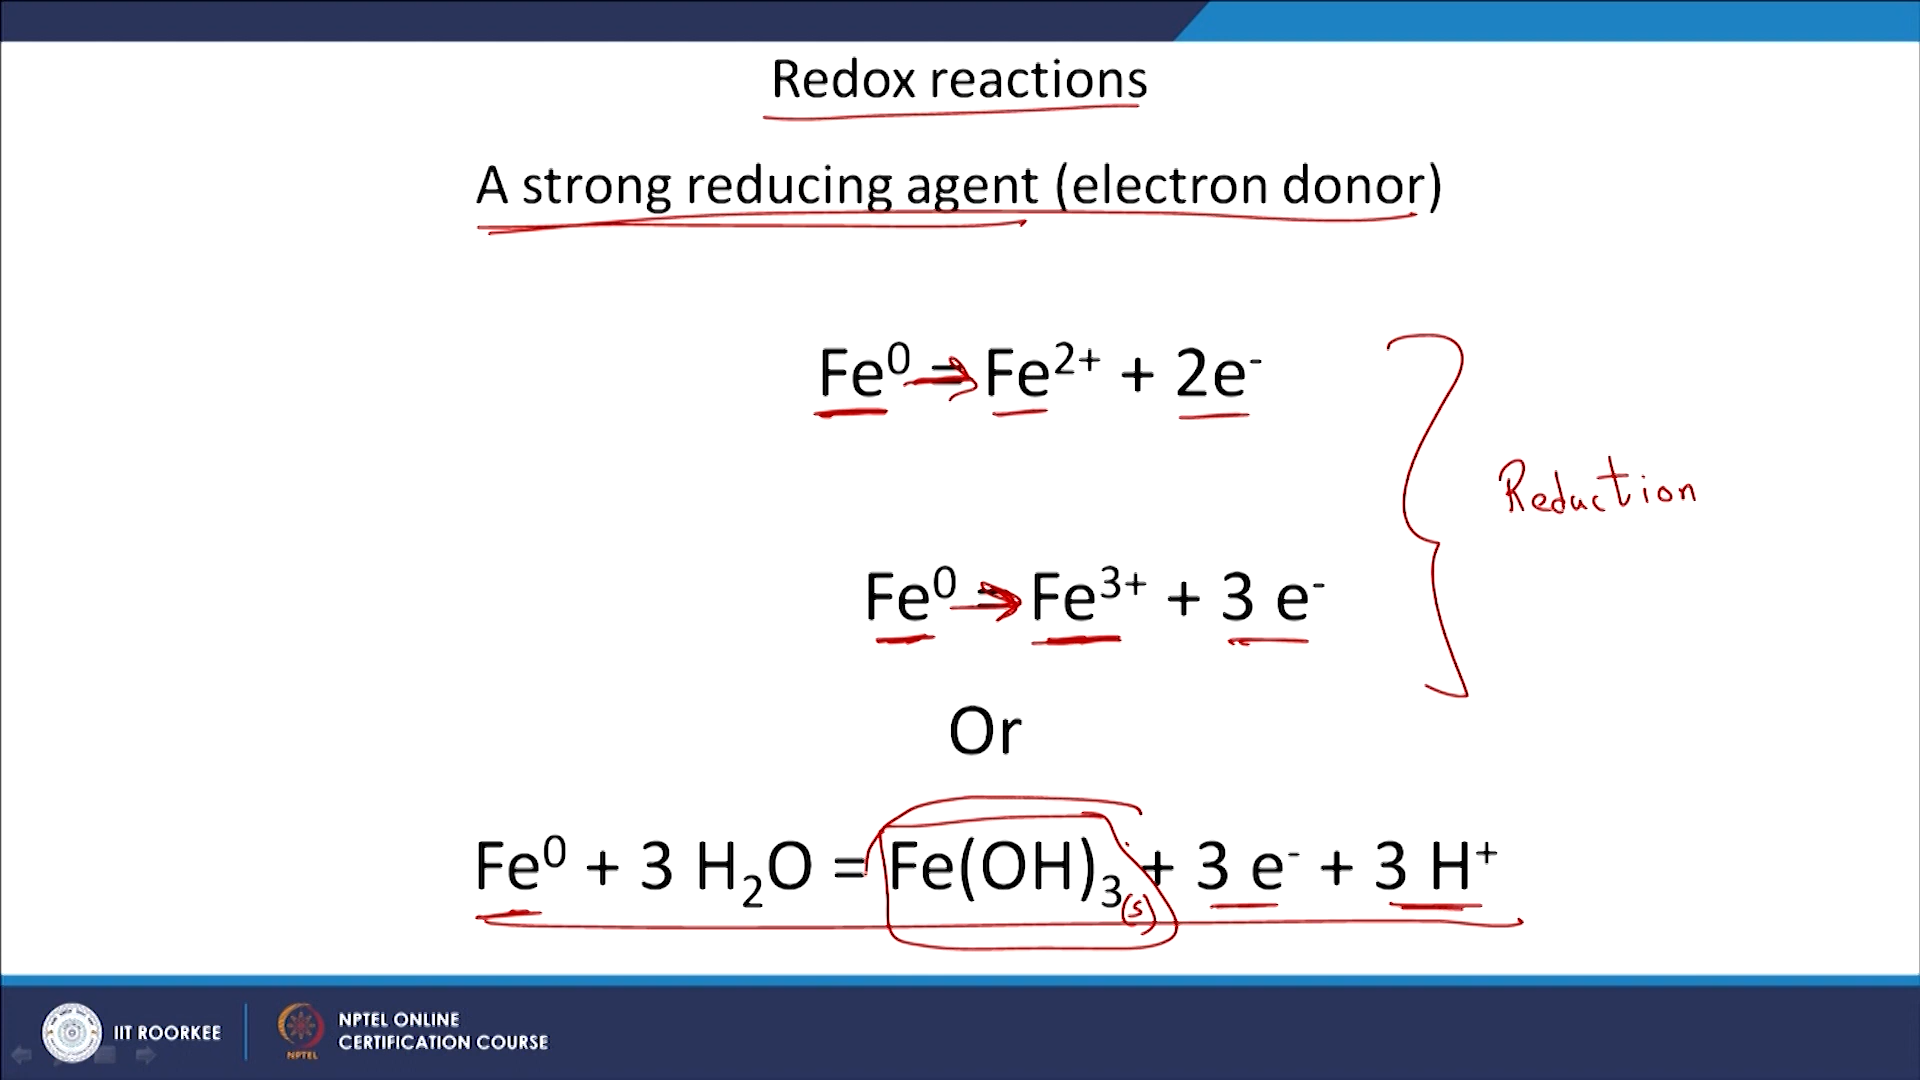 Redox reactions
A strong reducing agent (electron donor)
Fe⁰ → Fe²⁺ + 2e⁻
Reduction
Fe⁰ → Fe³⁺ + 3 e⁻
Or
Fe⁰ + 3 H₂O = Fe(OH)₃(s) + 3 e⁻ + 3 H⁺
IIT ROORKEE
NPTEL
NPTEL ONLINE
CERTIFICATION COURSE